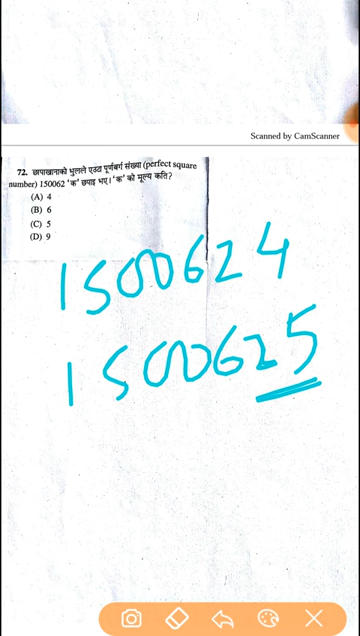 Scanned by CamScanner
72. छापाखानाको भुलले एउटा पूर्णवर्ग संख्या (perfect square
number) 150062 'क' छपाइ भए। 'क' को मूल्य कति?
(A) 4
(B) 6
(C) 5
(D) 9
1500624
1500625